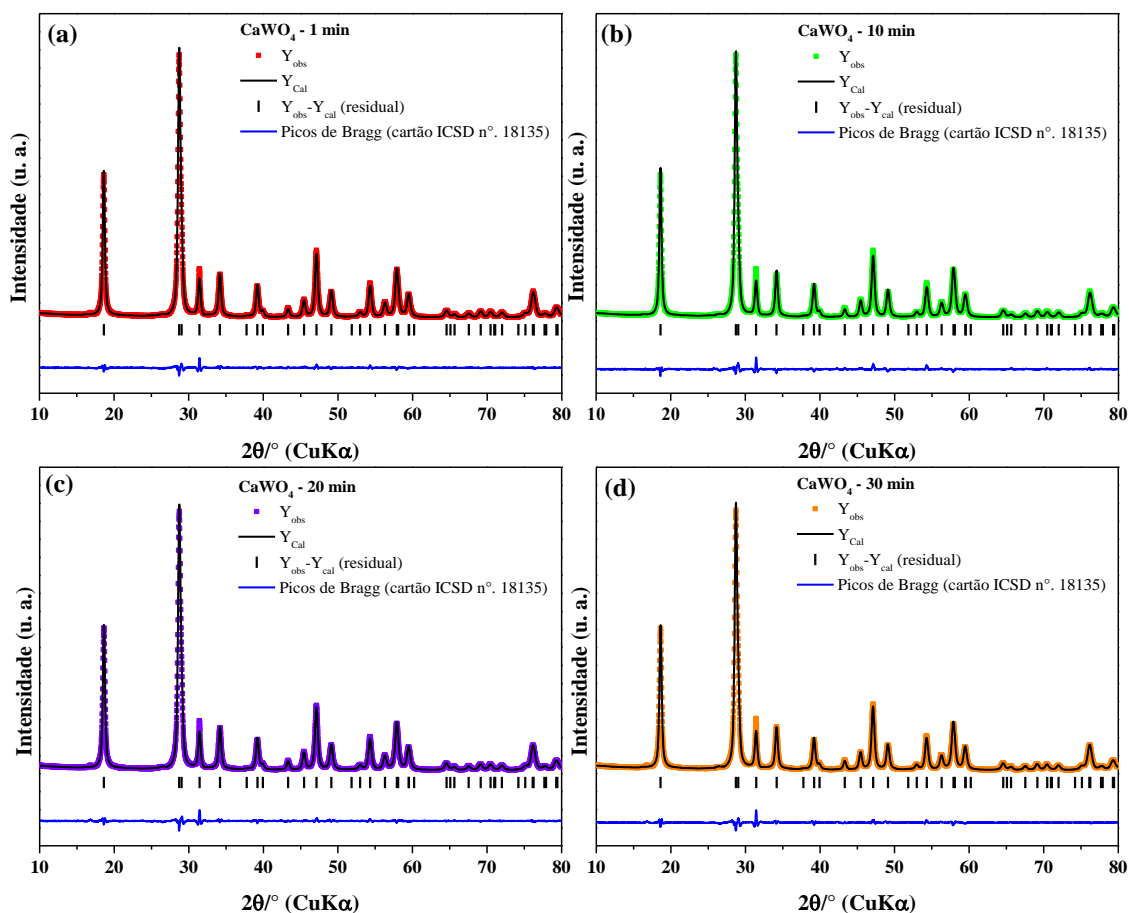 (a)
CaWO4 - 1 min
Yobs
YCal
Yobs-Ycal (residual)
Picos de Bragg (cartão ICSD n°. 18135)
Intensidade (u. a.)
10 20 30 40 50 60 70 80
2θ/° (CuKα)
(b)
CaWO4 - 10 min
Yobs
YCal
Yobs-Ycal (residual)
Picos de Bragg (cartão ICSD n°. 18135)
Intensidade (u. a.)
10 20 30 40 50 60 70 80
2θ/° (CuKα)
(c)
CaWO4 - 20 min
Yobs
YCal
Yobs-Ycal (residual)
Picos de Bragg (cartão ICSD n°. 18135)
Intensidade (u. a.)
10 20 30 40 50 60 70 80
2θ/° (CuKα)
(d)
CaWO4 - 30 min
Yobs
YCal
Yobs-Ycal (residual)
Picos de Bragg (cartão ICSD n°. 18135)
Intensidade (u. a.)
10 20 30 40 50 60 70 80
2θ/° (CuKα)